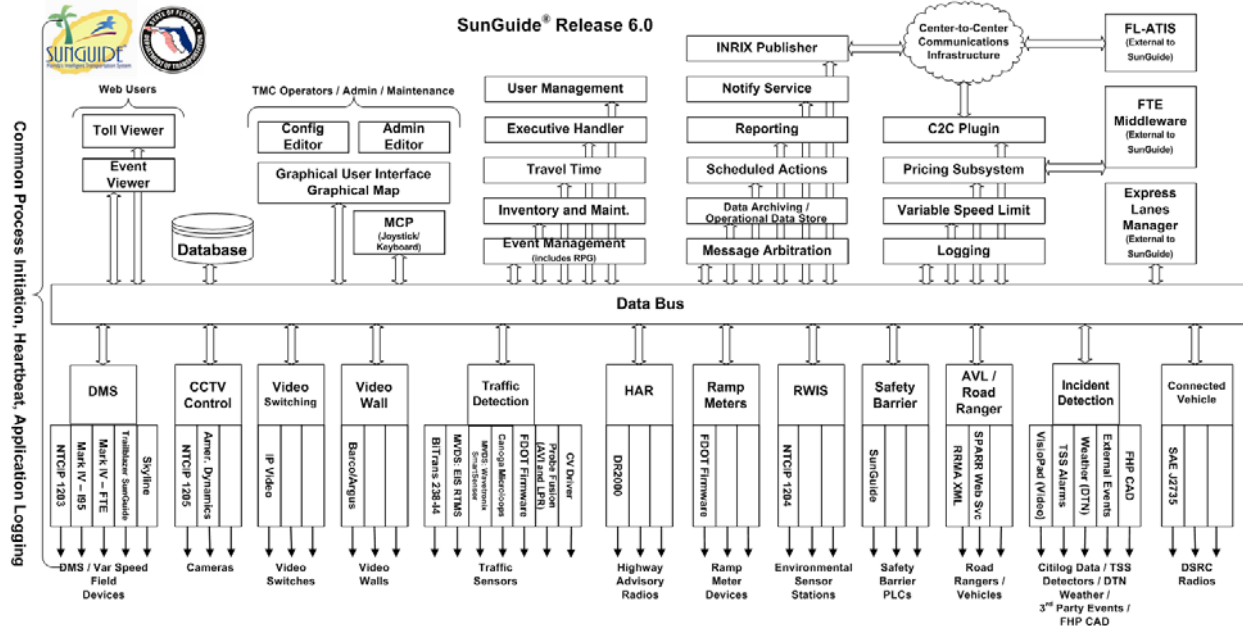 SunGuide® Release 6.0
SUNGUIDE
Florida's Intelligent Transportation System
STATE OF FLORIDA
DEPARTMENT OF TRANSPORTATION
Common Process Initiation, Heartbeat, Application Logging
Web Users
Toll Viewer
Event
Viewer
Database
TMC Operators / Admin / Maintenance
Config
Editor
Admin
Editor
Graphical User Interface
Graphical Map
MCP
(Joystick/
Keyboard)
User Management
Executive Handler
Travel Time
Inventory and Maint.
Event Management
(includes RPG)
INRIX Publisher
Notify Service
Reporting
Scheduled Actions
Data Archiving /
Operational Data Store
Message Arbitration
Center-to-Center
Communications
Infrastructure
C2C Plugin
Pricing Subsystem
Variable Speed Limit
Logging
FL-ATIS
(External to
SunGuide)
FTE
Middleware
(External to
SunGuide)
Express
Lanes
Manager
(External to
SunGuide)
Data Bus
DMS
NTCIP 1203
Mark IV – I95
Mark IV – FTE
Trailblazer SunGuide
Skyline
DMS / Var Speed
Field
Devices
CCTV
Control
NTCIP 1205
Amer. Dynamics
Cameras
Video
Switching
IP Video
Video
Switches
Video
Wall
Barco/Argus
Video
Walls
Traffic
Detection
BiTrans 238-I44
MVDS: EIS RTMS
MVDS: Wavetronix
SmartSensor
Canoga Microloops
FDOT Firmware
Probe Fusion
(AVI and LPR)
CV Driver
Traffic
Sensors
HAR
DR2000
Highway
Advisory
Radios
Ramp
Meters
FDOT Firmware
Ramp
Meter
Devices
RWIS
NTCIP 1204
Environmental
Sensor
Stations
Safety
Barrier
SunGuide
Safety
Barrier
PLCs
AVL /
Road
Ranger
SPARR Web Svc
RRMA XML
Road
Rangers /
Vehicles
Incident
Detection
VisioPad (Video)
TSS Alarms
Weather (DTN)
External Events
FHP CAD
Citilog Data / TSS
Detectors / DTN
Weather /
3rd Party Events /
FHP CAD
Connected
Vehicle
SAE J2735
DSRC
Radios